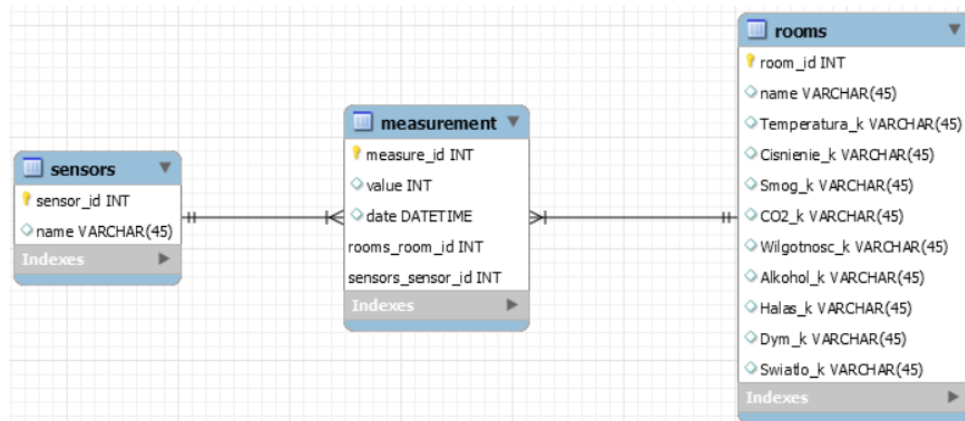 sensors
sensor_id INT
name VARCHAR(45)
Indexes
measurement
measure_id INT
value INT
date DATETIME
rooms_room_id INT
sensors_sensor_id INT
Indexes
rooms
room_id INT
name VARCHAR(45)
Temperatura_k VARCHAR(45)
Cisnienie_k VARCHAR(45)
Smog_k VARCHAR(45)
CO2_k VARCHAR(45)
Wilgotnosc_k VARCHAR(45)
Alkohol_k VARCHAR(45)
Halas_k VARCHAR(45)
Dym_k VARCHAR(45)
Swiatlo_k VARCHAR(45)
Indexes